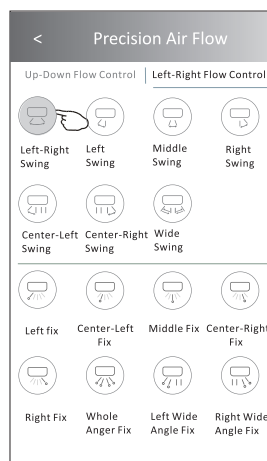 < Precision Air Flow
Up-Down Flow Control Left-Right Flow Control
Left-Right Swing
Left Swing
Middle Swing
Right Swing
Center-Left Swing
Center-Right Swing
Wide Swing
Left fix
Center-Left Fix
Middle Fix
Center-Right Fix
Right Fix
Whole Anger Fix
Left Wide Angle Fix
Right Wide Angle Fix